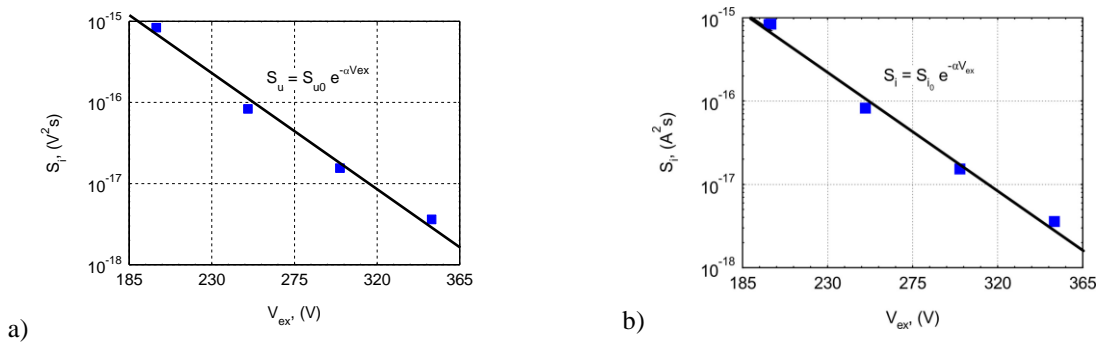 10⁻¹⁵
10⁻¹⁶
10⁻¹⁷
10⁻¹⁸
S_i, (V²s)
S_u = S_u0 e^-αVex
185 230 275 320 365
V_ex, (V)
a)
10⁻¹⁵
10⁻¹⁶
10⁻¹⁷
10⁻¹⁸
S_i, (A²s)
S_i = S_i₀ e^-αV_ex
185 230 275 320 365
V_ex, (V)
b)